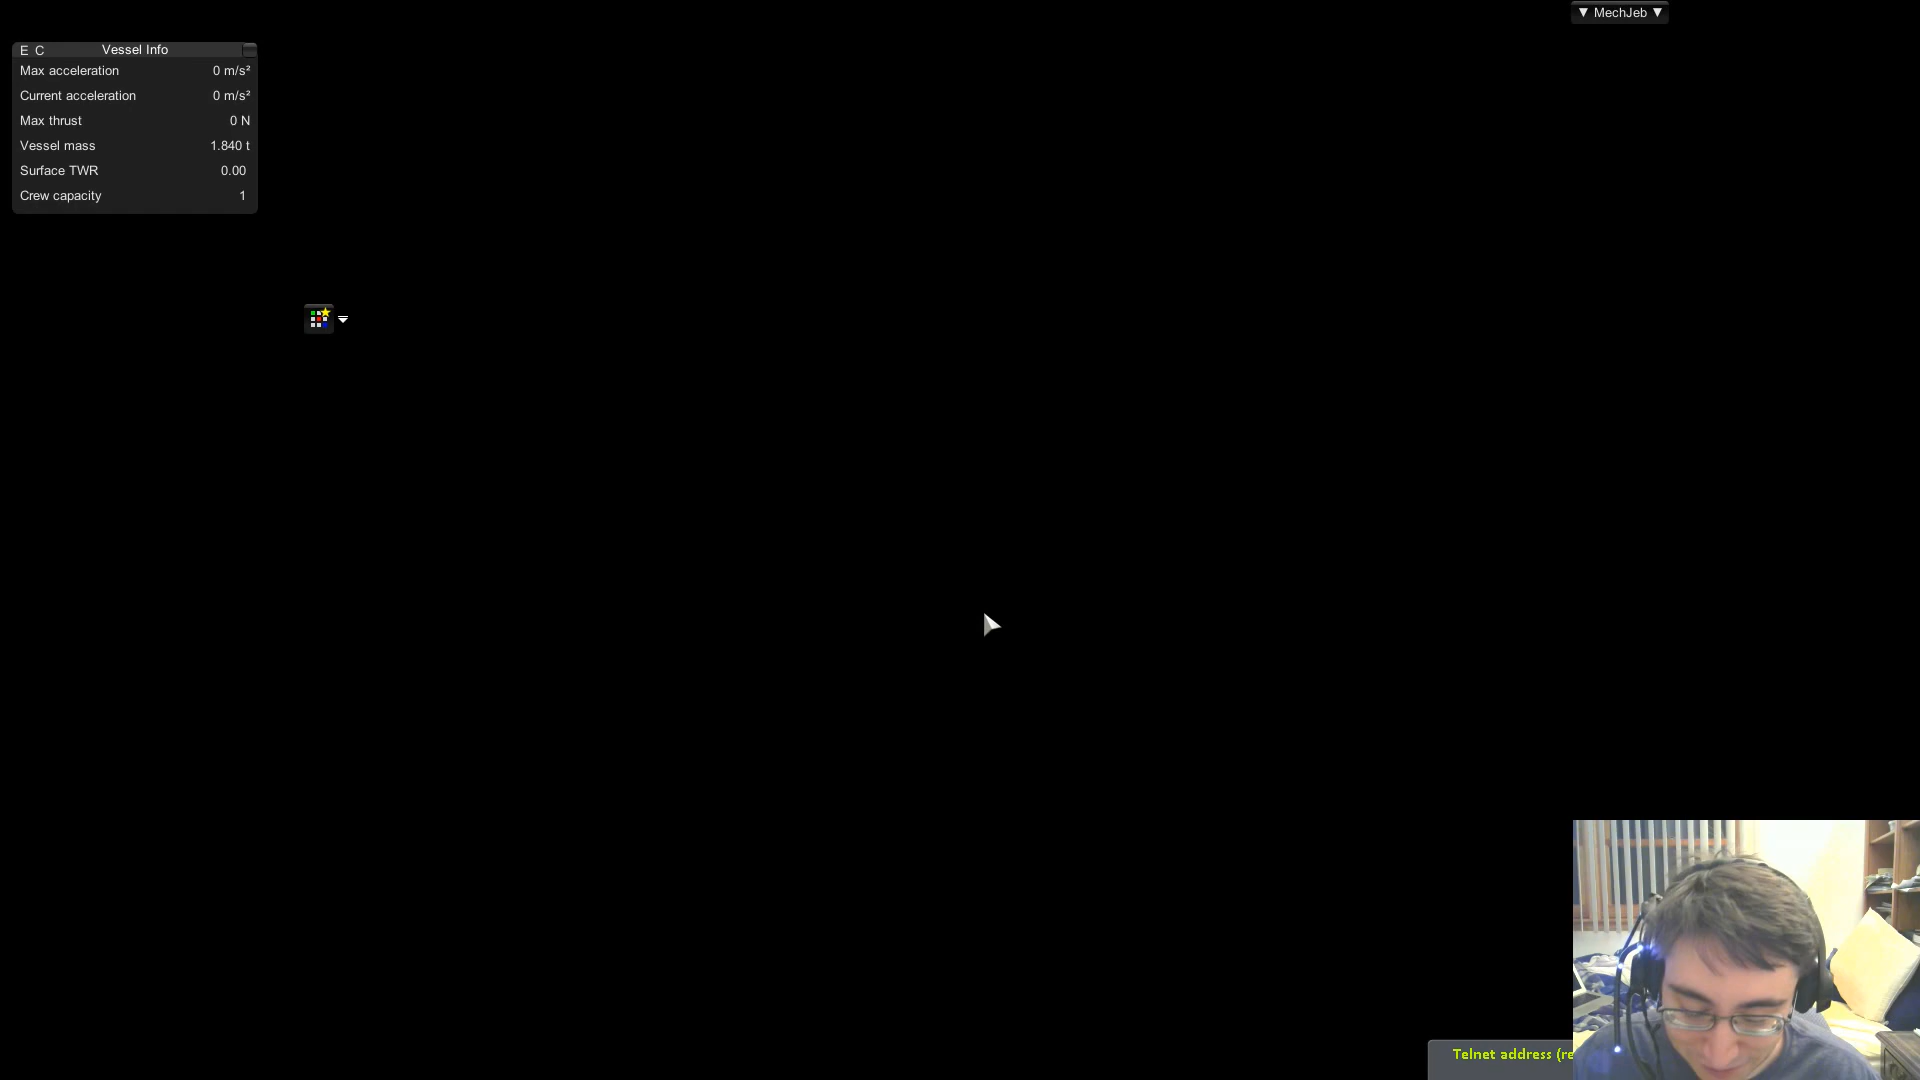 ▼ MechJeb ▼
E C Vessel Info
Max acceleration 0 m/s²
Current acceleration 0 m/s²
Max thrust 0 N
Vessel mass 1.840 t
Surface TWR 0.00
Crew capacity 1
Telnet address (re